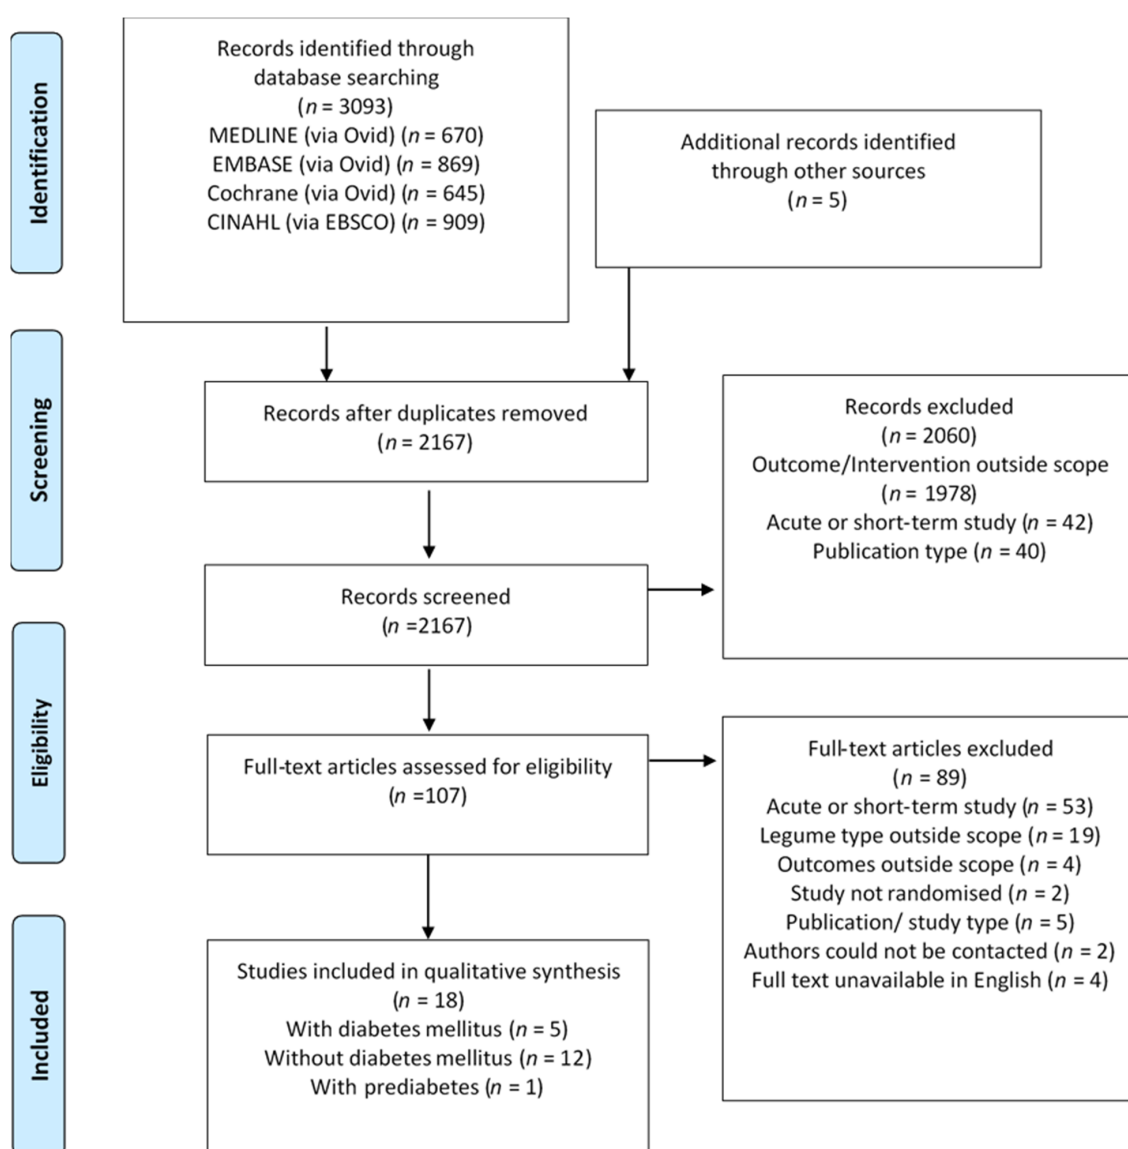 Identification
Records identified through
database searching
(n = 3093)
MEDLINE (via Ovid) (n = 670)
EMBASE (via Ovid) (n = 869)
Cochrane (via Ovid) (n = 645)
CINAHL (via EBSCO) (n = 909)
Additional records identified
through other sources
(n = 5)
Screening
Records after duplicates removed
(n = 2167)
Records screened
(n =2167)
Records excluded
(n = 2060)
Outcome/Intervention outside scope
(n = 1978)
Acute or short-term study (n = 42)
Publication type (n = 40)
Eligibility
Full-text articles assessed for eligibility
(n =107)
Full-text articles excluded
(n = 89)
Acute or short-term study (n = 53)
Legume type outside scope (n = 19)
Outcomes outside scope (n = 4)
Study not randomised (n = 2)
Publication/ study type (n = 5)
Authors could not be contacted (n = 2)
Full text unavailable in English (n = 4)
Included
Studies included in qualitative synthesis
(n = 18)
With diabetes mellitus (n = 5)
Without diabetes mellitus (n = 12)
With prediabetes (n = 1)